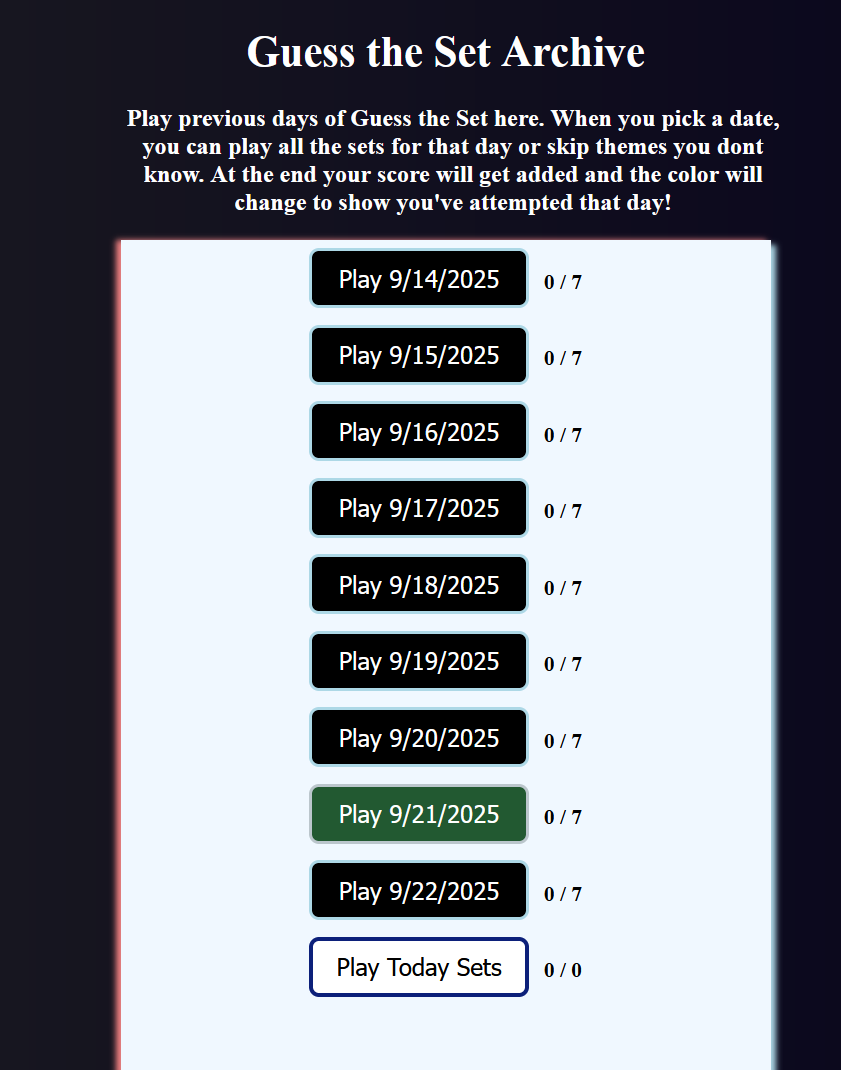 Guess the Set Archive
Play previous days of Guess the Set here. When you pick a date,
you can play all the sets for that day or skip themes you dont
know. At the end your score will get added and the color will
change to show you've attempted that day!
Play 9/14/2025 0 / 7
Play 9/15/2025 0 / 7
Play 9/16/2025 0 / 7
Play 9/17/2025 0 / 7
Play 9/18/2025 0 / 7
Play 9/19/2025 0 / 7
Play 9/20/2025 0 / 7
Play 9/21/2025 0 / 7
Play 9/22/2025 0 / 7
Play Today Sets 0 / 0